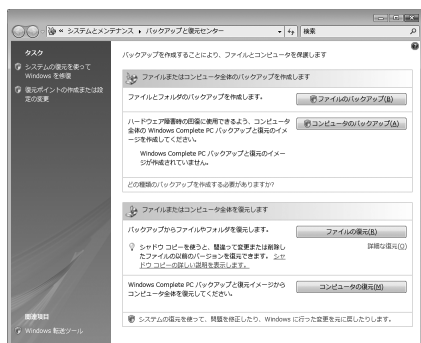 « システムとメンテナンス ▸ バックアップと復元センター
検索
タスク
システムの復元を使って
Windows を修復
復元ポイントの作成または設
定の変更
バックアップを作成することにより、ファイルとコンピュータを保護します
ファイルまたはコンピュータ全体のバックアップを作成します
ファイルとフォルダのバックアップを作成します。
ファイルのバックアップ(B)
ハードウェア障害時の回復に使用できるよう、コンピュータ
全体の Windows Complete PC バックアップと復元のイメ
ージを作成してください。
コンピュータのバックアップ(A)
Windows Complete PC バックアップと復元のイメー
ジが作成されていません。
どの種類のバックアップを作成する必要がありますか?
ファイルまたはコンピュータ全体を復元します
バックアップからファイルやフォルダを復元します。
ファイルの復元(R)
シャドウ コピーを使うと、間違って変更または削除し
たファイルの以前のバージョンを復元できます。 シャ
ドウ コピーの詳しい説明を表示します。
詳細な復元(O)
Windows Complete PC バックアップと復元イメージから
コンピュータ全体を復元してください。
コンピュータの復元(M)
システムの復元を使って、問題を修正したり、Windows に行った変更を元に戻したりします。
関連項目
Windows 転送ツール